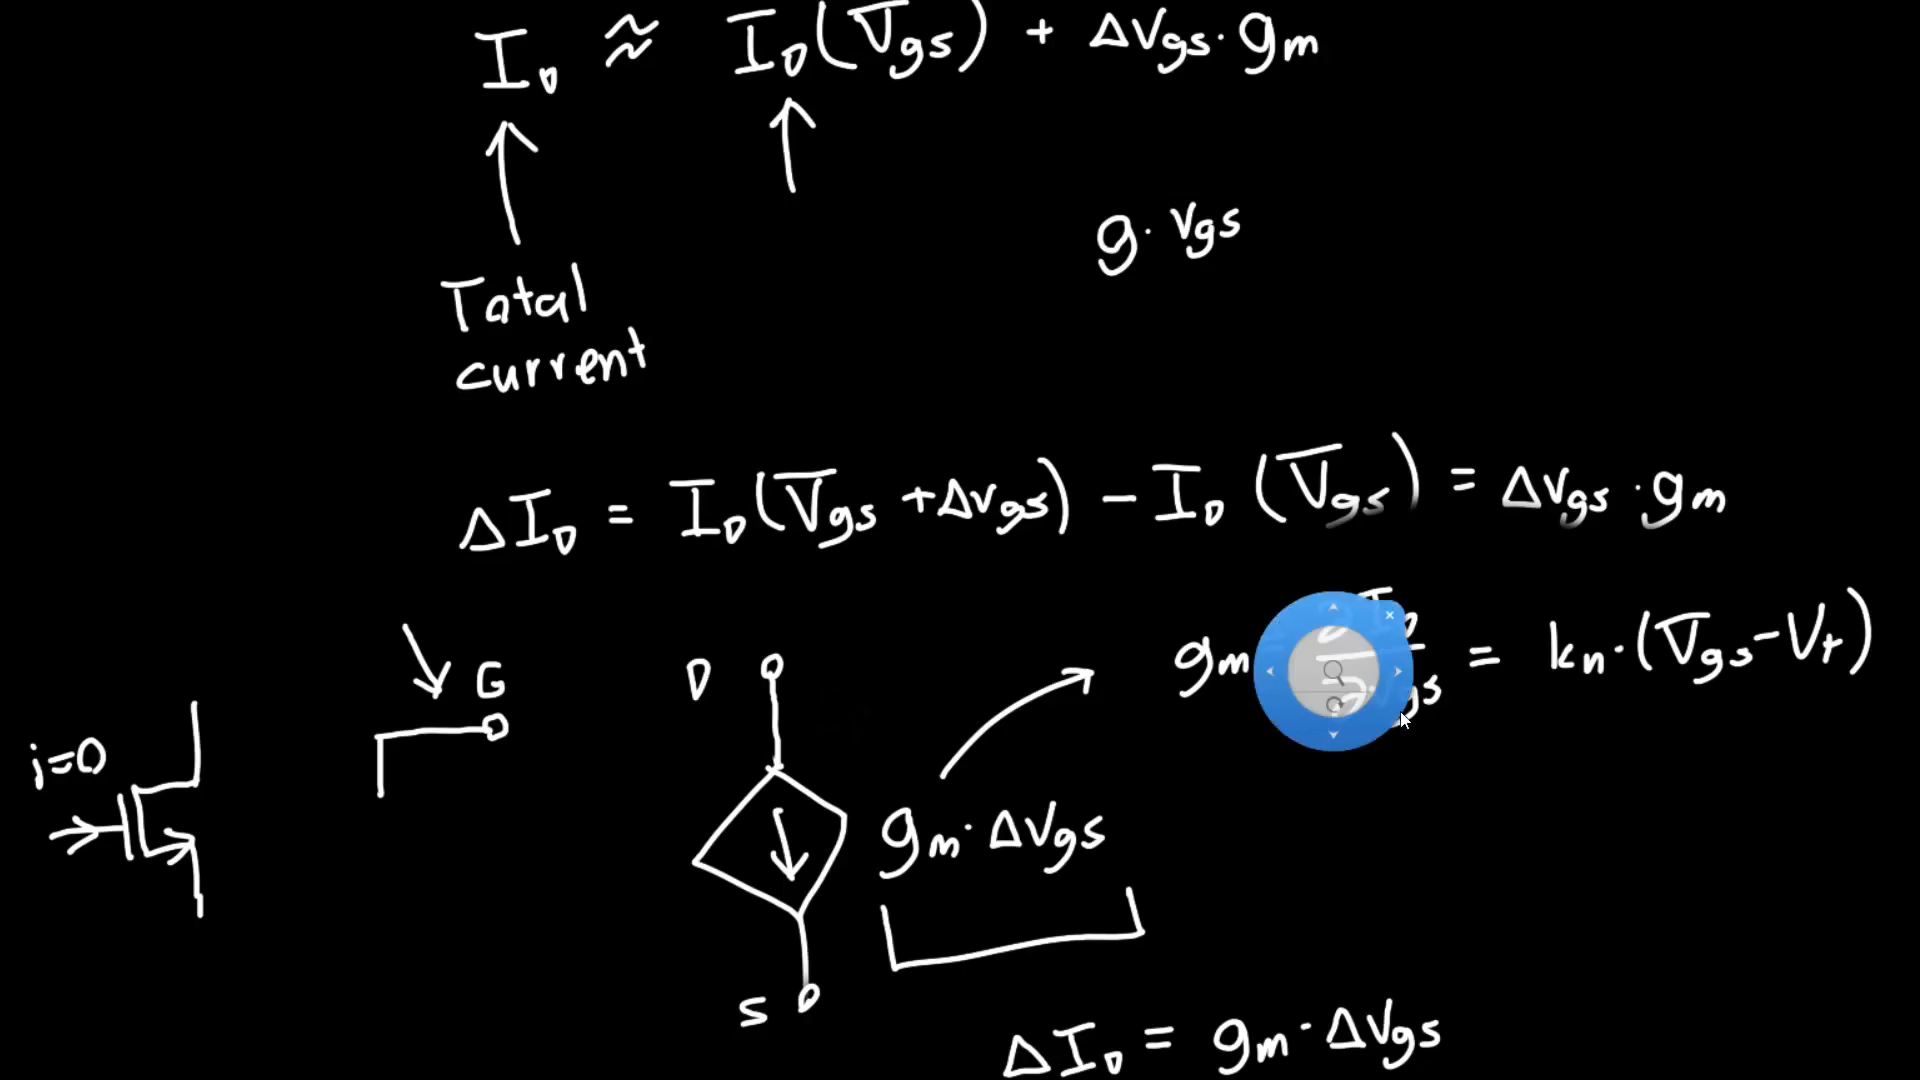 I_D ≈ I_D(V̅gs) + ΔVgs · gm
g · Vgs
Total
current
ΔI_D = I_D(V̅gs + ΔVgs) - I_D(V̅gs) = ΔVgs · gm
gm = kn · (V̅gs - Vt)
G
D
i=0
gm · ΔVgs
S
ΔI_D = gm · ΔVgs